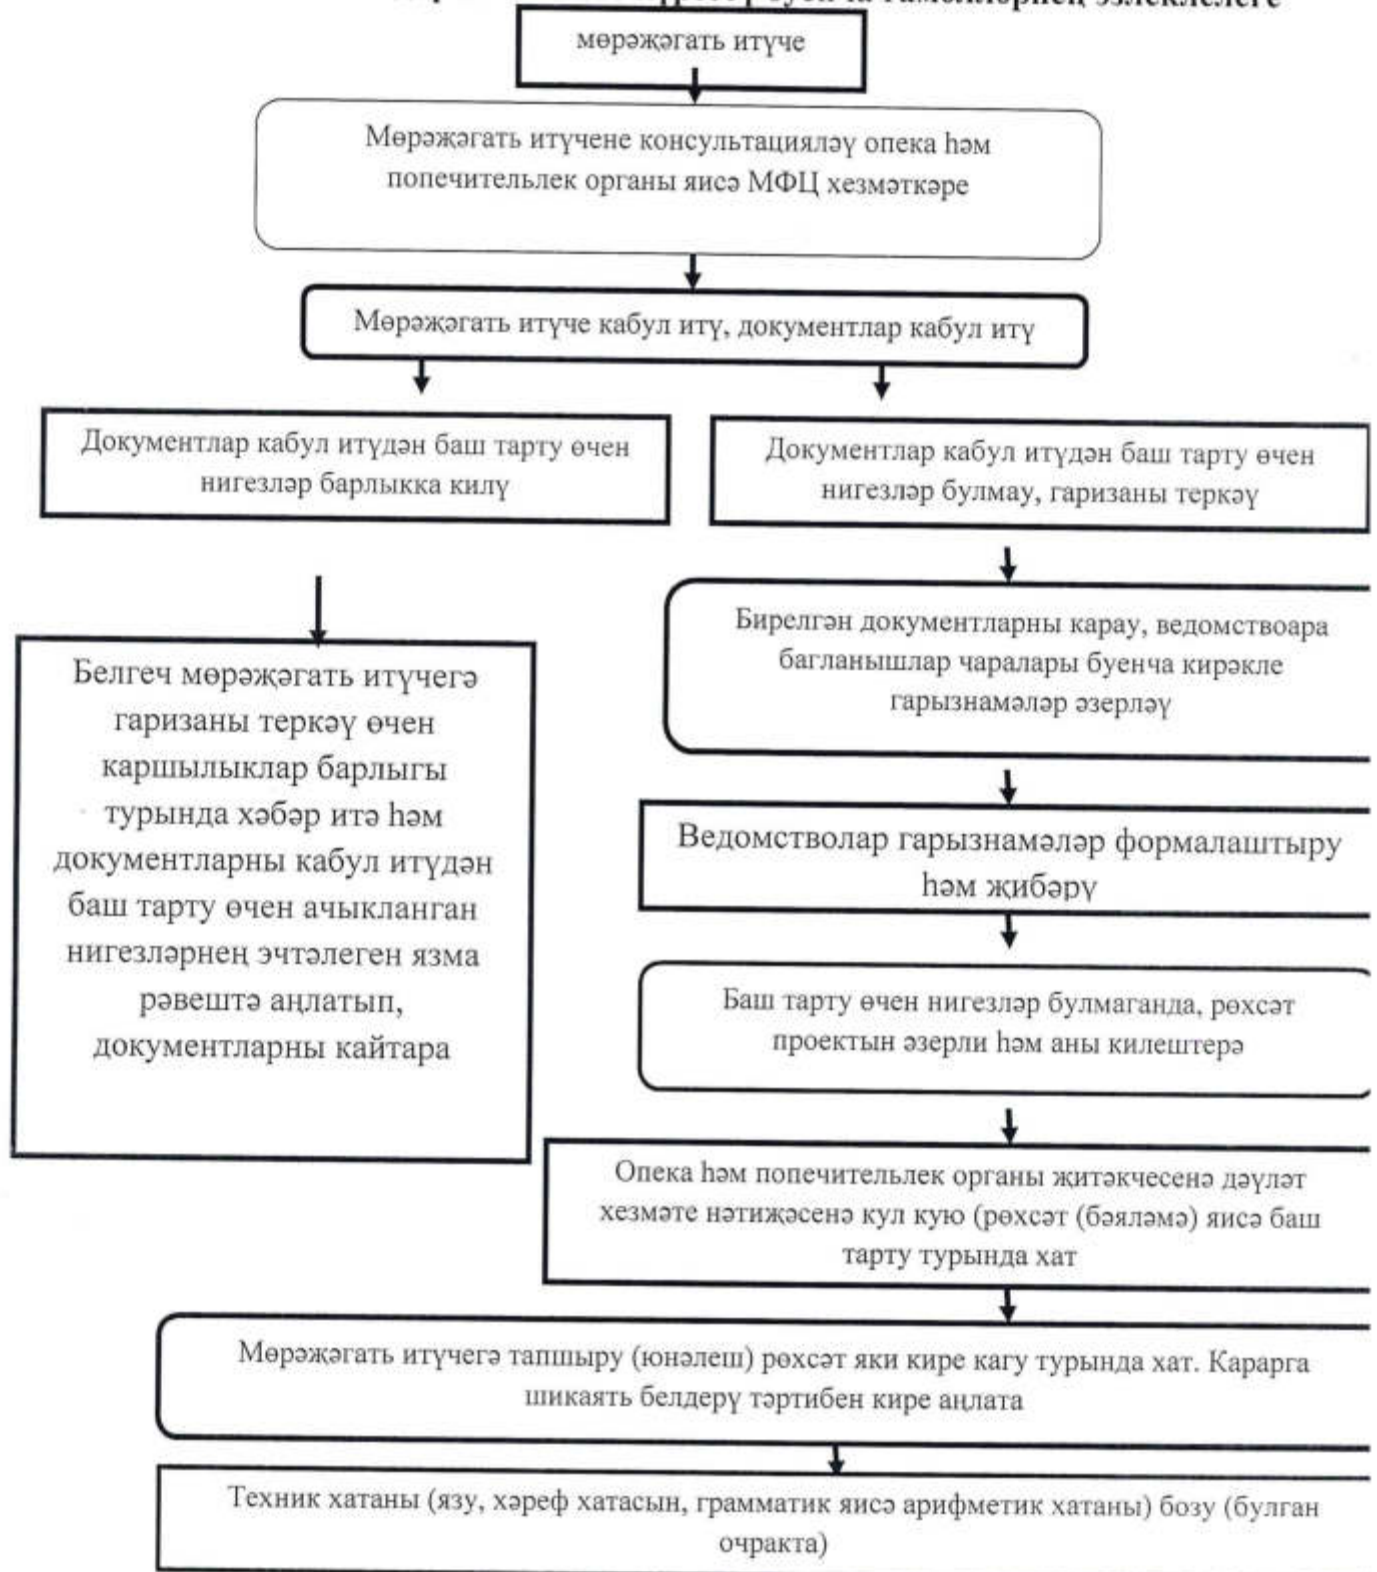 гамәлләрнең эзлеклелеге
мөрәҗәгать итүче
Мөрәҗәгать итүчене консультацияләү опека һәм
попечительлек органы яисә МФЦ хезмәткәре
Мөрәҗәгать итүче кабул итү, документлар кабул итү
Документлар кабул итүдән баш тарту өчен
нигезләр барлыкка килү
Документлар кабул итүдән баш тарту өчен
нигезләр булмау, гаризаны теркәү
Белгеч мөрәҗәгать итүчегә
гаризаны теркәү өчен
каршылыклар барлыгы
турында хәбәр итә һәм
документларны кабул итүдән
баш тарту өчен ачыкланган
нигезләрнең эчтәлеген язма
рәвештә аңлатып,
документларны кайтара
Бирелгән документларны карау, ведомствоара
багланышлар чаралары буенча кирәкле
гарызнамәләр әзерләү
Ведомстволар гарызнамәләр формалаштыру
һәм җибәрү
Баш тарту өчен нигезләр булмаганда, рөхсәт
проектын әзерли һәм аны килештерә
Опека һәм попечительлек органы җитәкчесенә дәүләт
хезмәте нәтиҗәсенә кул кую (рөхсәт (бәяләмә) яисә баш
тарту турында хат
Мөрәҗәгать итүчегә тапшыру (юнәлеш) рөхсәт яки кире кагу турында хат. Карарга
шикаять белдерү тәртибен кире аңлата
Техник хатаны (язу, хәреф хатасын, грамматик яисә арифметик хатаны) бозу (булган
очракта)